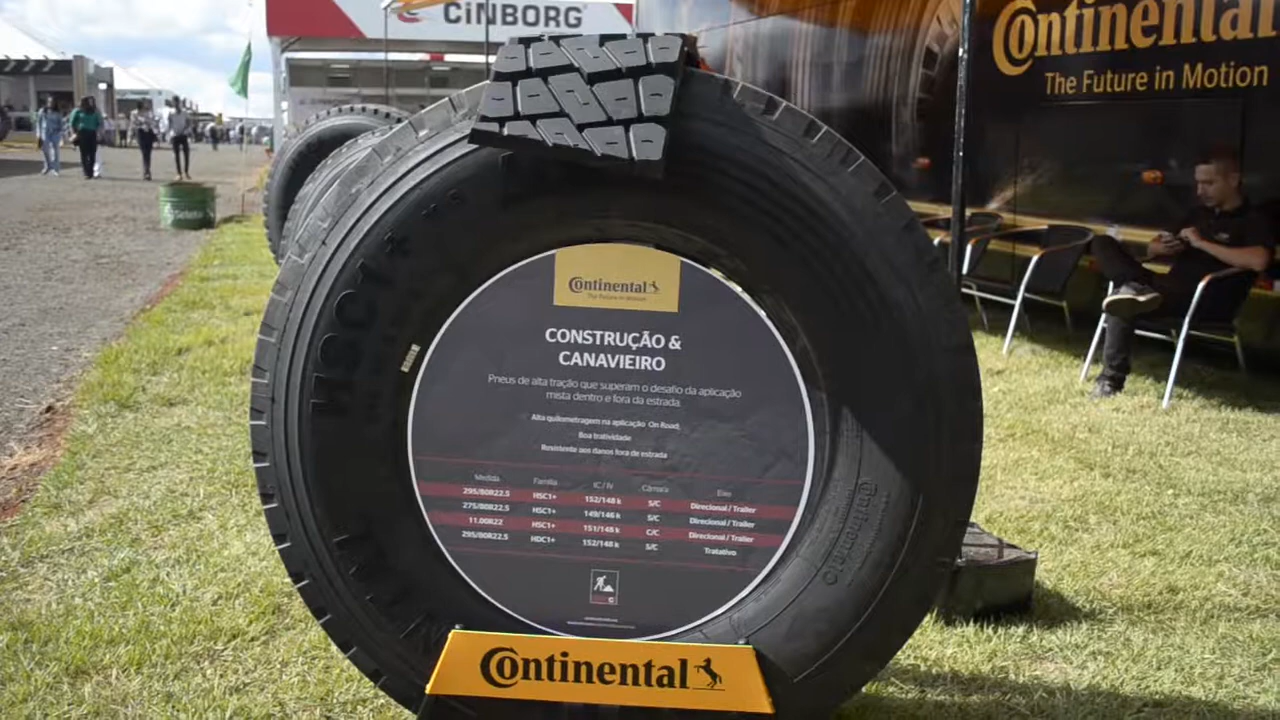 CiNBORG
Continental
The Future in Motion
HSC1+
Continental
The Future in Motion
CONSTRUÇÃO &
CANAVIEIRO
Pneus de alta tração que superam o desafio da aplicação
mista dentro e fora da estrada.
Alta quilometragem na aplicação On Road;
Boa tratividade
Resistente aos danos fora de estrada
Medida Família IC / IV Câmara Eixo
295/80R22.5 HSC1+ 152/148 k S/C Direcional / Trailer
275/80R22.5 HSC1+ 149/146 k S/C Direcional / Trailer
11.00R22 HSC1+ 151/148 k C/C Direcional / Trailer
295/80R22.5 HDC1+ 152/148 k S/C Tratativo
Continental
Continental